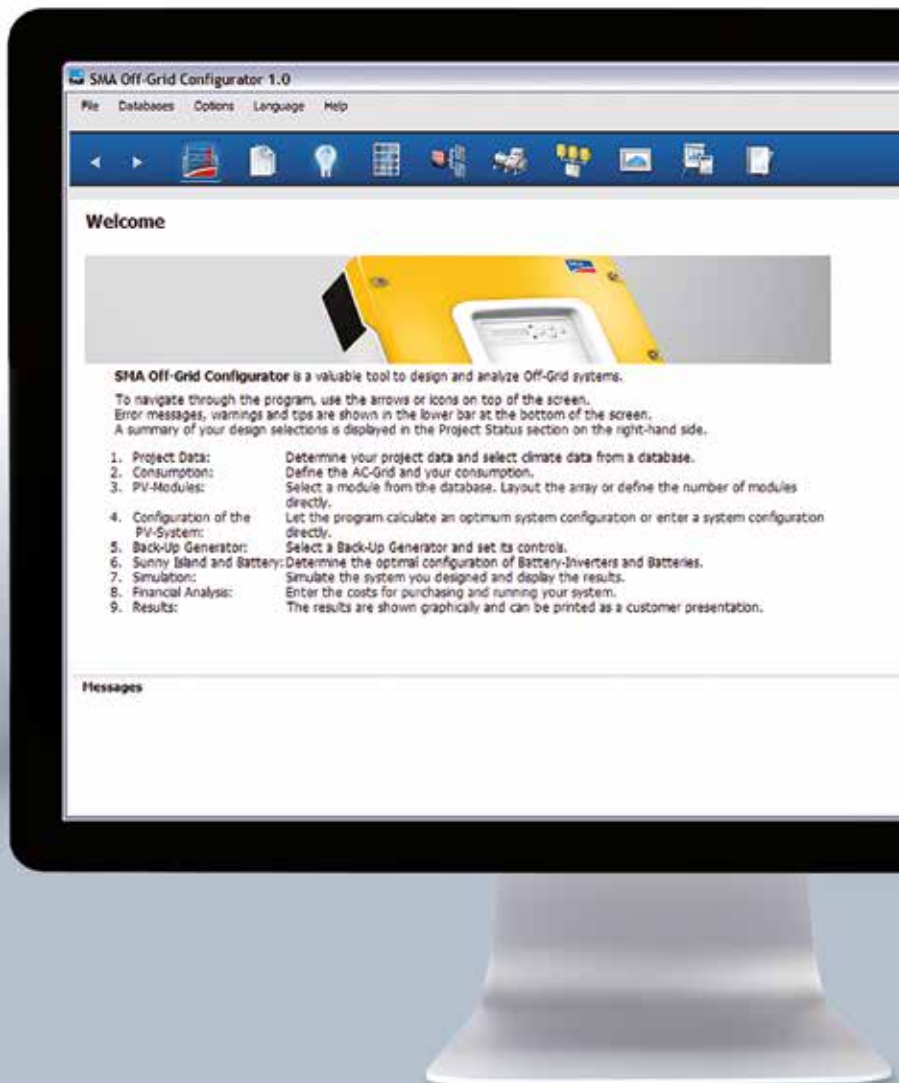 SMA Off-Grid Configurator 1.0
File Databases Options Language Help
Welcome
SMA
SMA Off-Grid Configurator is a valuable tool to design and analyze Off-Grid systems.
To navigate through the program, use the arrows or icons on top of the screen.
Error messages, warnings and tips are shown in the lower bar at the bottom of the screen.
A summary of your design selections is displayed in the Project Status section on the right-hand side.
1. Project Data: Determine your project data and select climate data from a database.
2. Consumption: Define the AC-Grid and your consumption.
3. PV-Modules: Select a module from the database. Layout the array or define the number of modules
directly.
4. Configuration of the Let the program calculate an optimum system configuration or enter a system configuration
PV-System: directly.
5. Back-Up Generator: Select a Back-Up Generator and set its controls.
6. Sunny Island and Battery: Determine the optimal configuration of Battery-Inverters and Batteries.
7. Simulation: Simulate the system you designed and display the results.
8. Financial Analysis: Enter the costs for purchasing and running your system.
9. Results: The results are shown graphically and can be printed as a customer presentation.
Messages